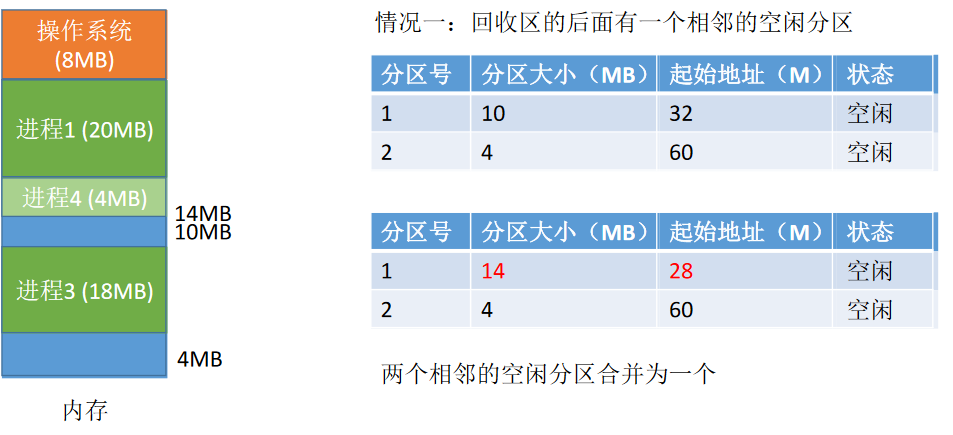 操作系统
(8MB)
进程1 (20MB)
进程4 (4MB)
14MB
10MB
进程3 (18MB)
4MB
内存
情况一：回收区的后面有一个相邻的空闲分区
分区号 分区大小（MB） 起始地址（M） 状态
1 10 32 空闲
2 4 60 空闲
分区号 分区大小（MB） 起始地址（M） 状态
1 14 28 空闲
2 4 60 空闲
两个相邻的空闲分区合并为一个